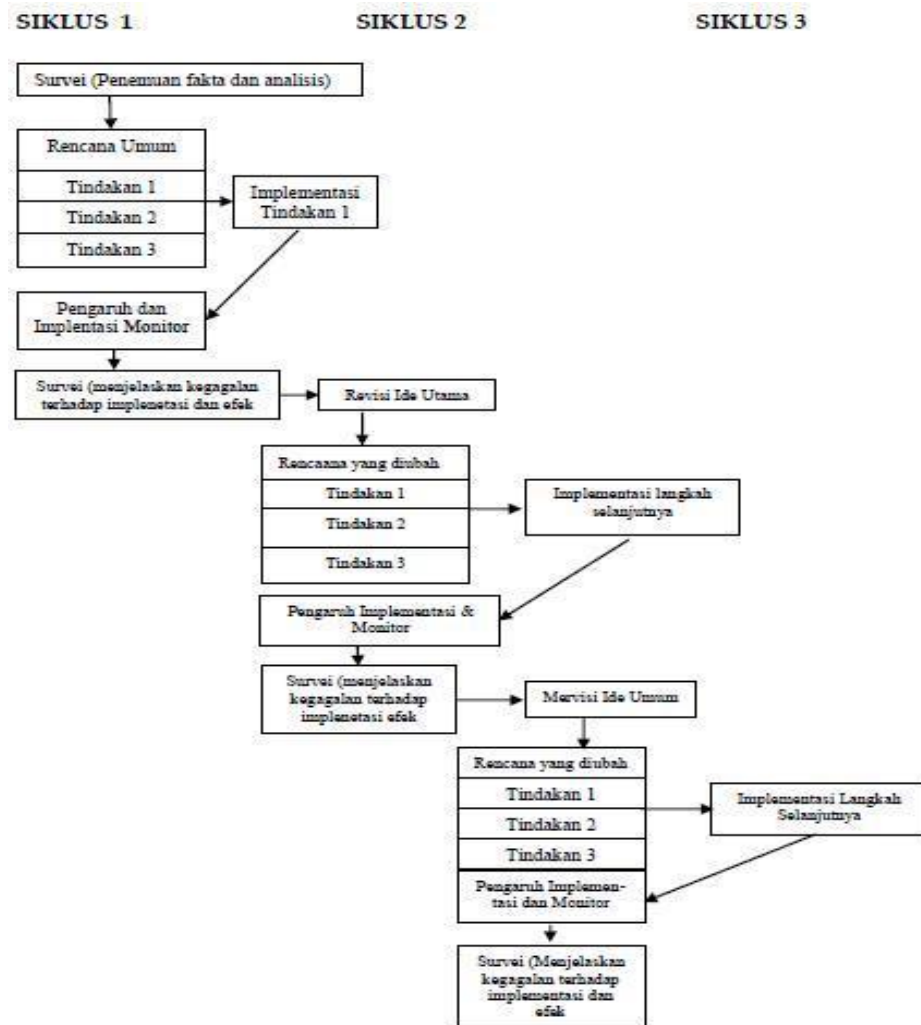 SIKLUS 1
SIKLUS 2
SIKLUS 3
Survei (Penemuan fakta dan analisis)
Rencana Umum
Tindakan 1
Tindakan 2
Tindakan 3
Implementasi
Tindakan 1
Pengaruh dan
Implentasi Monitor
Survei (menjelaskan kegagalan
terhadap implenetasi dan efek
Revisi Ide Utama
Rencaana yang diubah
Tindakan 1
Tindakan 2
Tindakan 3
Implementasi langkah
selanjutnya
Pengaruh Implementasi &
Monitor
Survei (menjelaskan
kegagalan terhadap
implenetasi efek
Mervisi Ide Umum
Rencana yang diubah
Tindakan 1
Tindakan 2
Tindakan 3
Implementasi Langkah
Selanjutnya
Pengaruh Implemen-
tasi dan Monitor
Survei (Menjelaskan
kegagalan terhadap
implementasi dan
efek